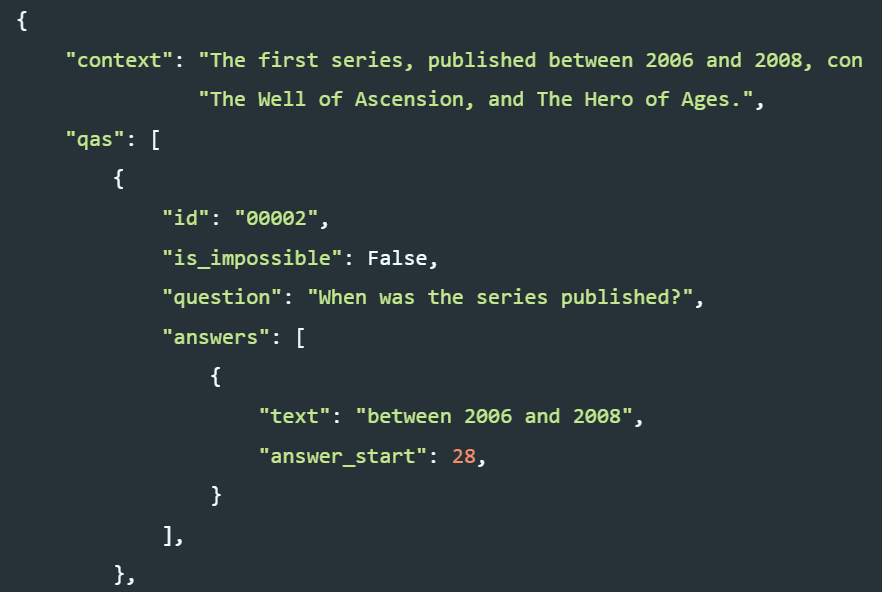 {
"context": "The first series, published between 2006 and 2008, con
"The Well of Ascension, and The Hero of Ages.",
"qas": [
{
"id": "00002",
"is_impossible": False,
"question": "When was the series published?",
"answers": [
{
"text": "between 2006 and 2008",
"answer_start": 28,
}
],
},